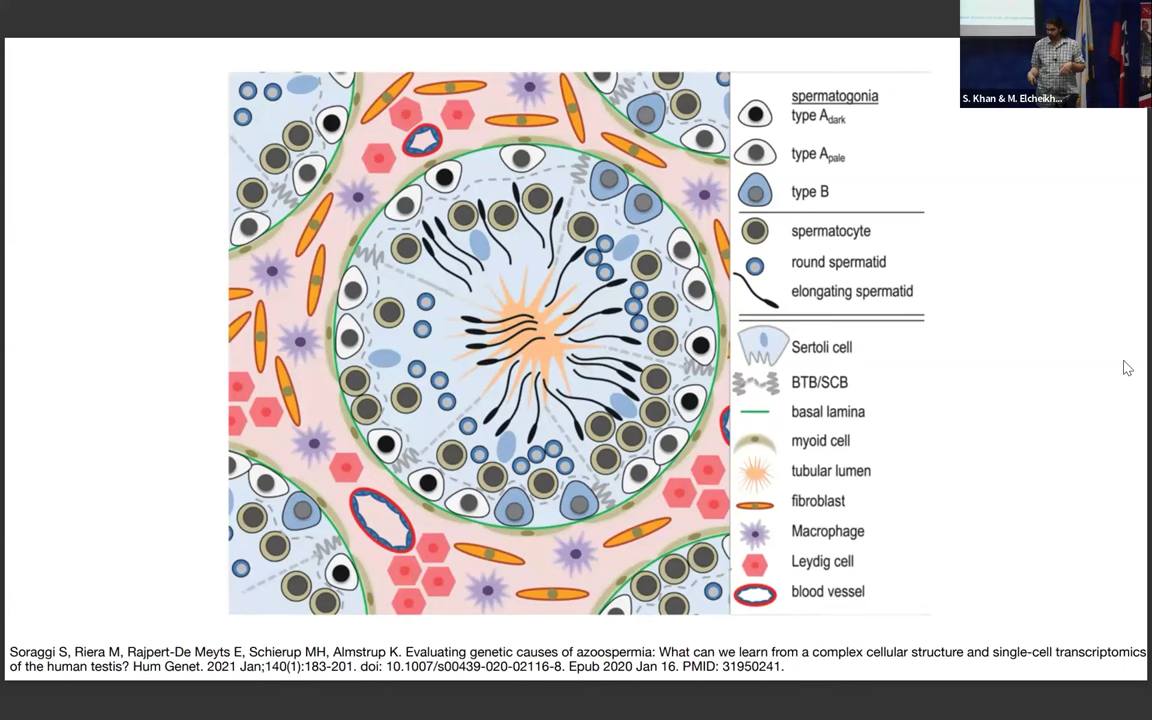 S. Khan & M. Elcheikh...
spermatogonia
type Adark
type Apale
type B
spermatocyte
round spermatid
elongating spermatid
Sertoli cell
BTB/SCB
basal lamina
myoid cell
tubular lumen
fibroblast
Macrophage
Leydig cell
blood vessel
Soraggi S, Riera M, Rajpert-De Meyts E, Schierup MH, Almstrup K. Evaluating genetic causes of azoospermia: What can we learn from a complex cellular structure and single-cell transcriptomics
of the human testis? Hum Genet. 2021 Jan;140(1):183-201. doi: 10.1007/s00439-020-02116-8. Epub 2020 Jan 16. PMID: 31950241.